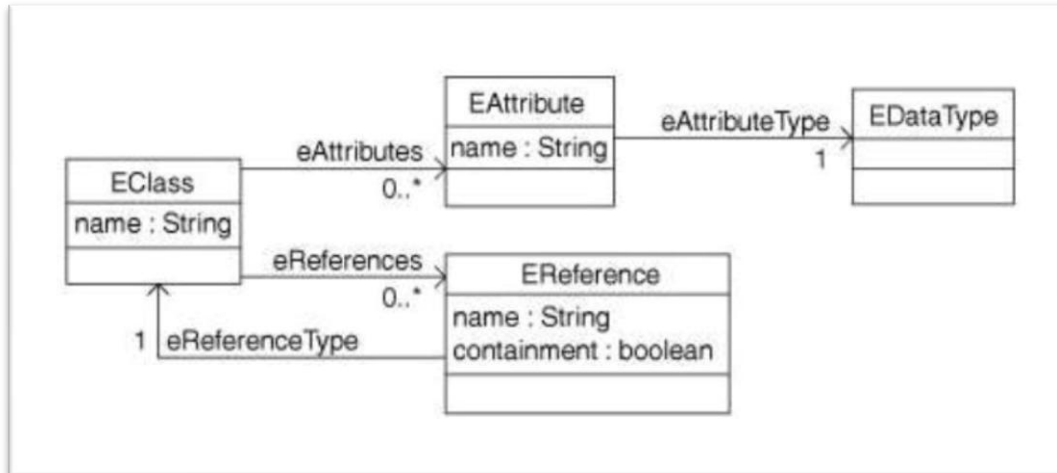 EAttribute
name : String
eAttributeType
1
EDataType
eAttributes
0..*
EClass
name : String
eReferences
0..*
EReference
name : String
containment : boolean
1
eReferenceType